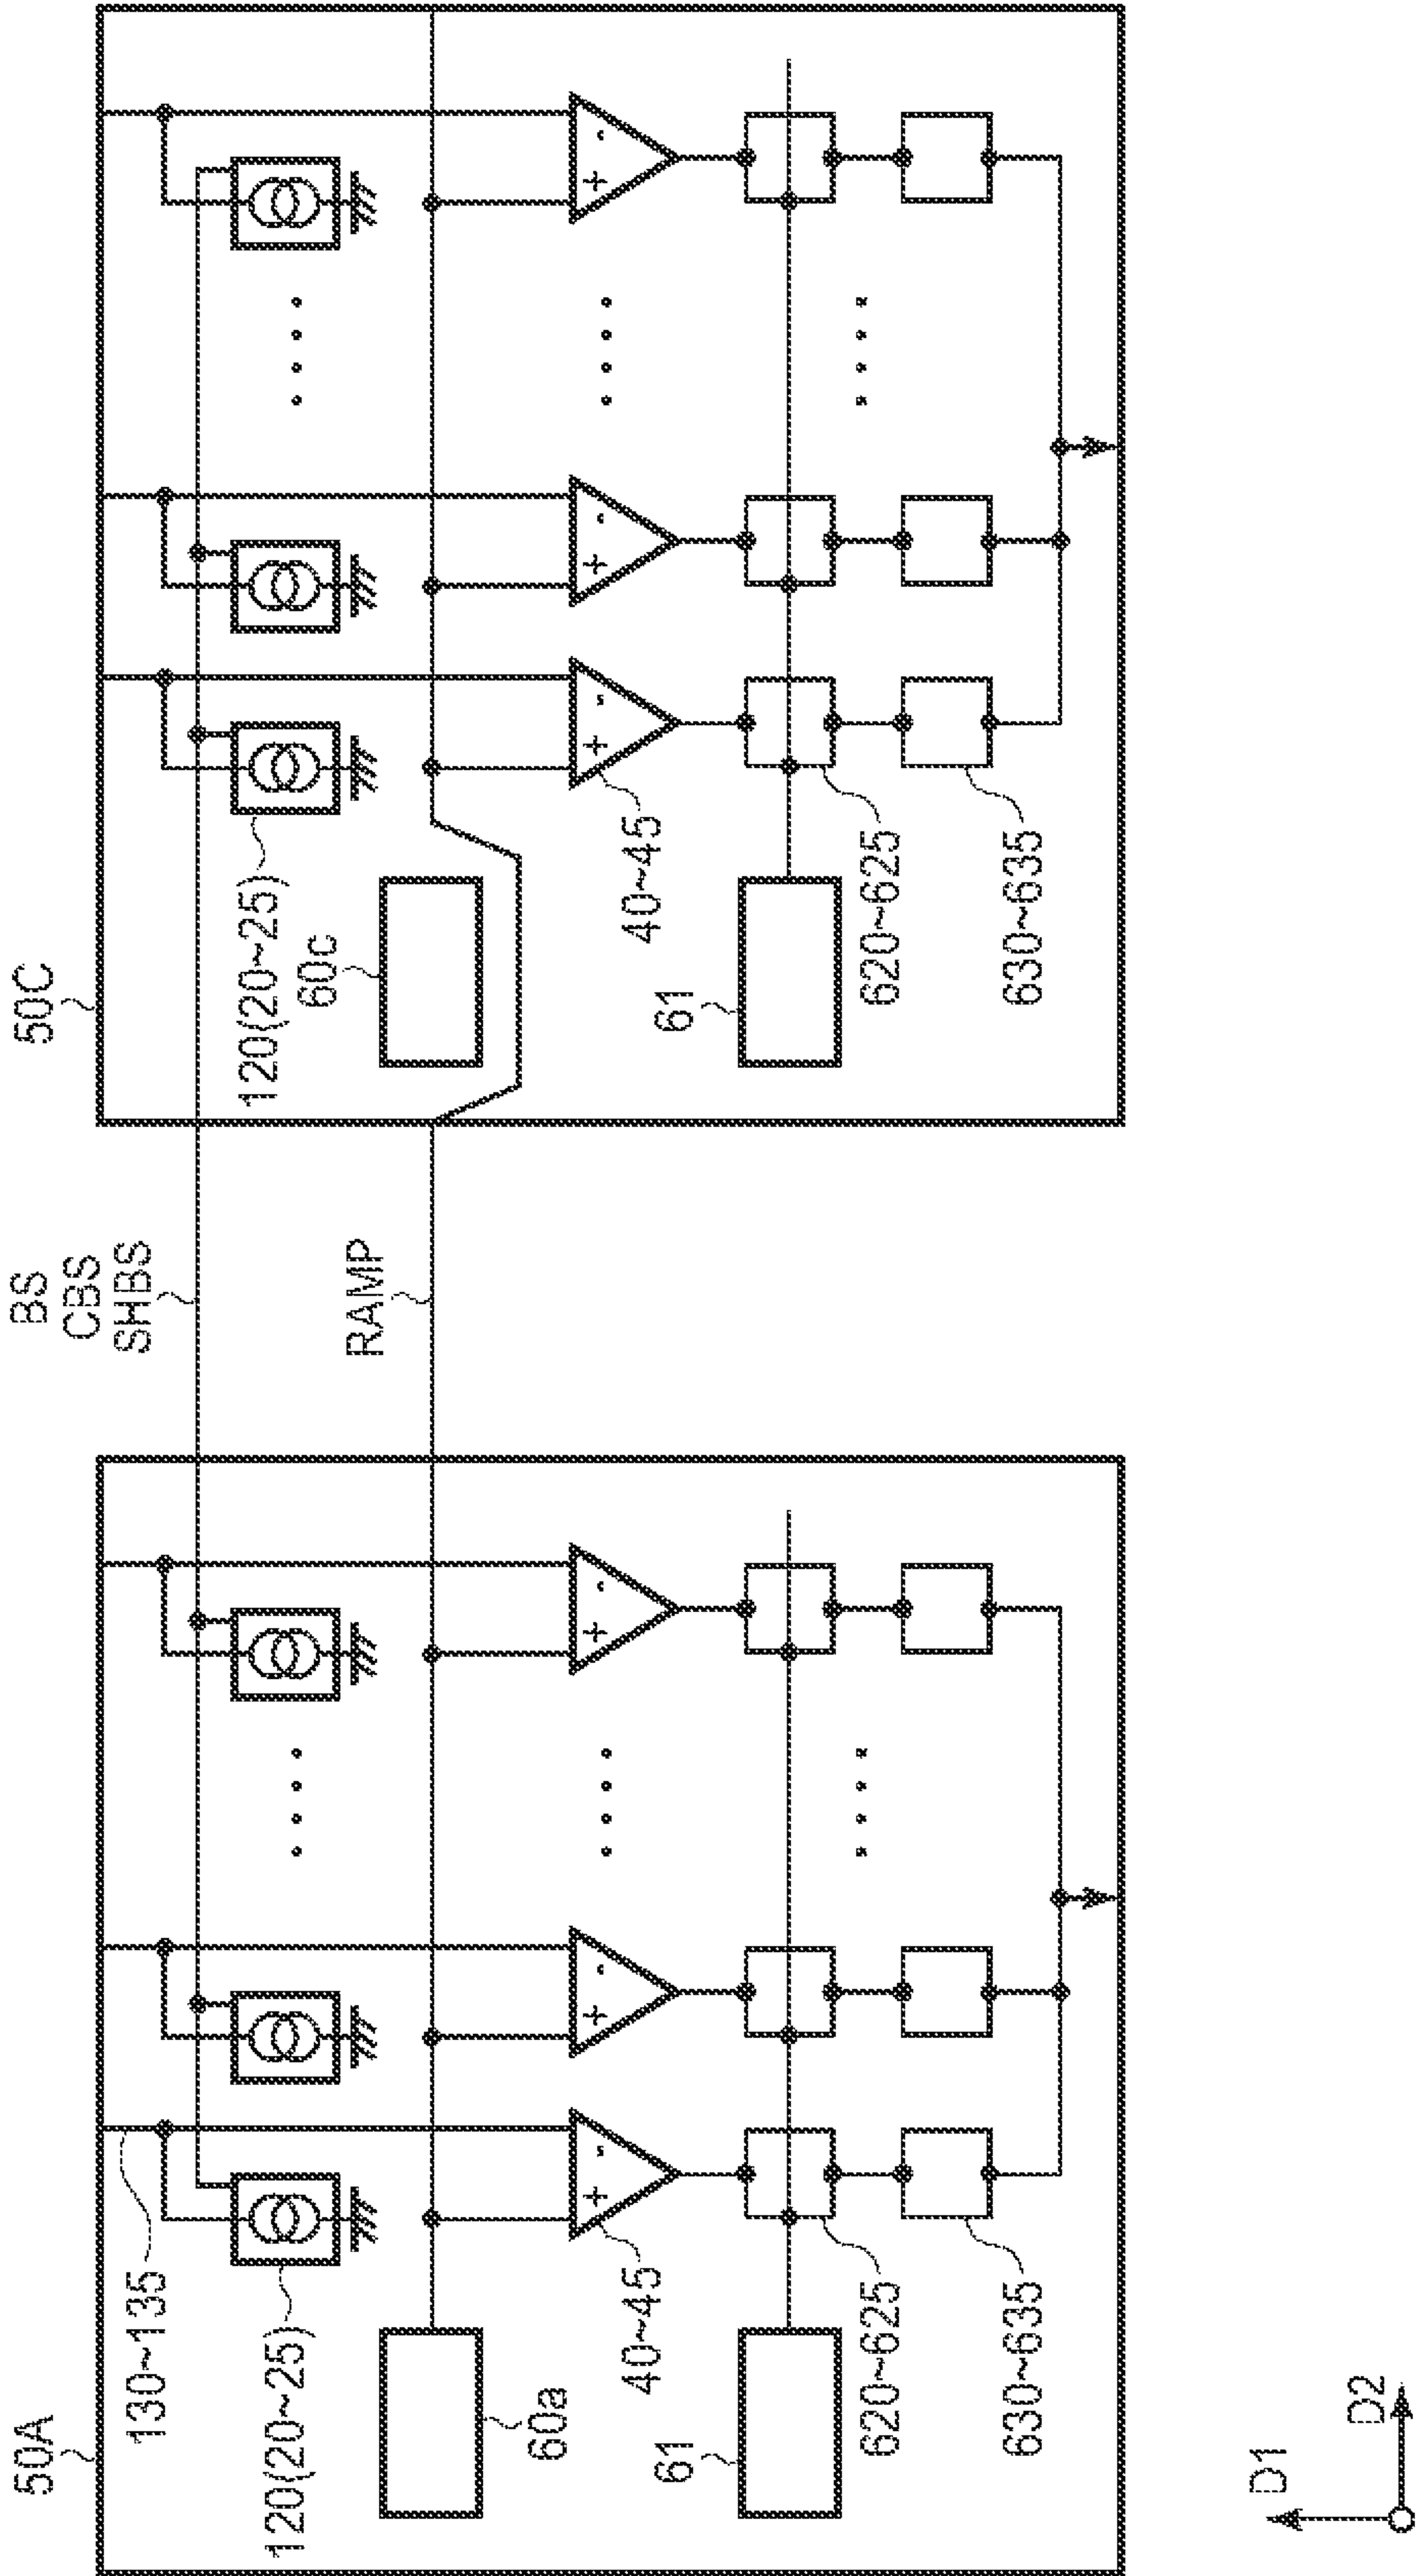 50A
130~135
120(20~25)
60a
40~45
61
620~625
630~635
+
-
+
-
+
-
BS
CBS
SHBS
RAMP
50C
120(20~25)
60c
40~45
61
620~625
630~635
+
-
+
-
+
-
D1
D2